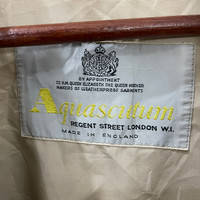 BY APPOINTMENT
TO H.M. QUEEN ELIZABETH THE QUEEN MOTHER
MAKERS OF WEATHERPROOF GARMENTS
Aquascutum
REGENT STREET LONDON W.I.
MADE IN ENGLAND